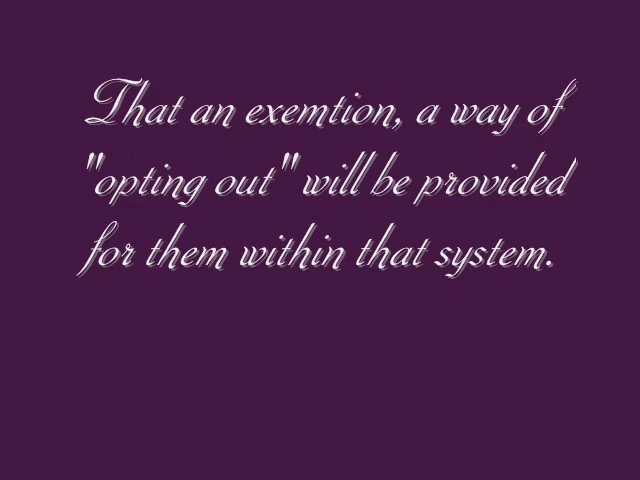 That an exemtion, a way of
"opting out" will be provided
for them within that system.